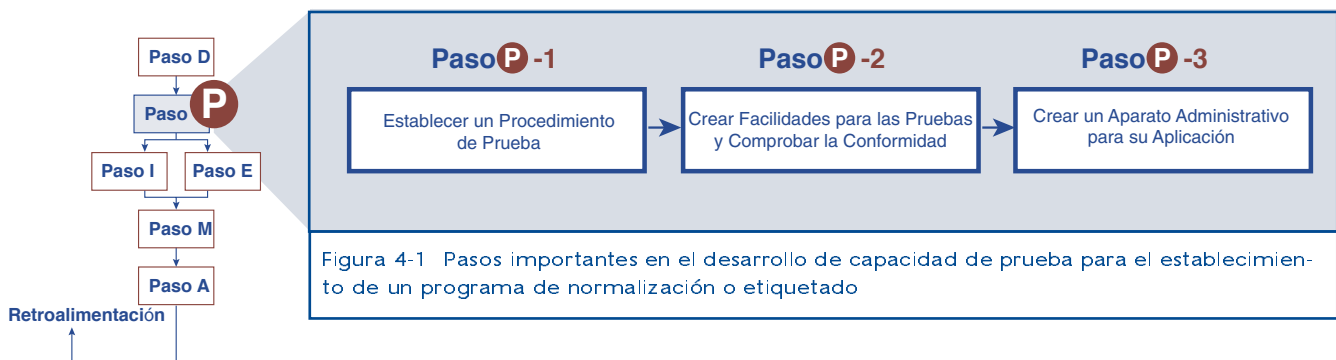 Paso D
Paso P
Paso I
Paso E
Paso M
Paso A
Retroalimentación
Paso P -1
Establecer un Procedimiento
de Prueba
Paso P -2
Crear Facilidades para las Pruebas
y Comprobar la Conformidad
Paso P -3
Crear un Aparato Administrativo
para su Aplicación
Figura 4-1 Pasos importantes en el desarrollo de capacidad de prueba para el establecimien-
to de un programa de normalización o etiquetado